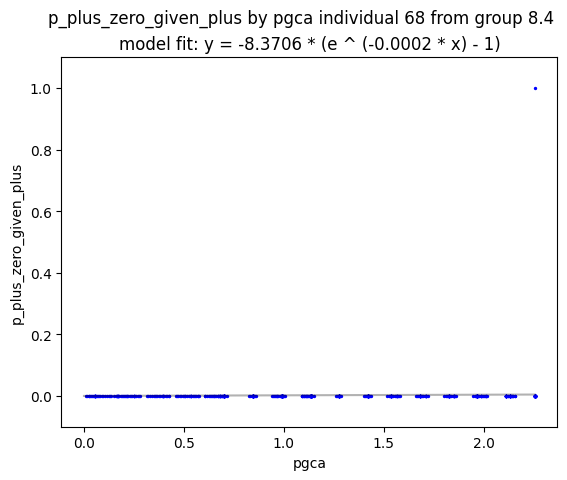 p_plus_zero_given_plus by pgca individual 68 from group 8.4
model fit: y = -8.3706 * (e ^ (-0.0002 * x) - 1)
1.0
0.8
0.6
0.4
0.2
0.0
p_plus_zero_given_plus
0.0 0.5 1.0 1.5 2.0
pgca